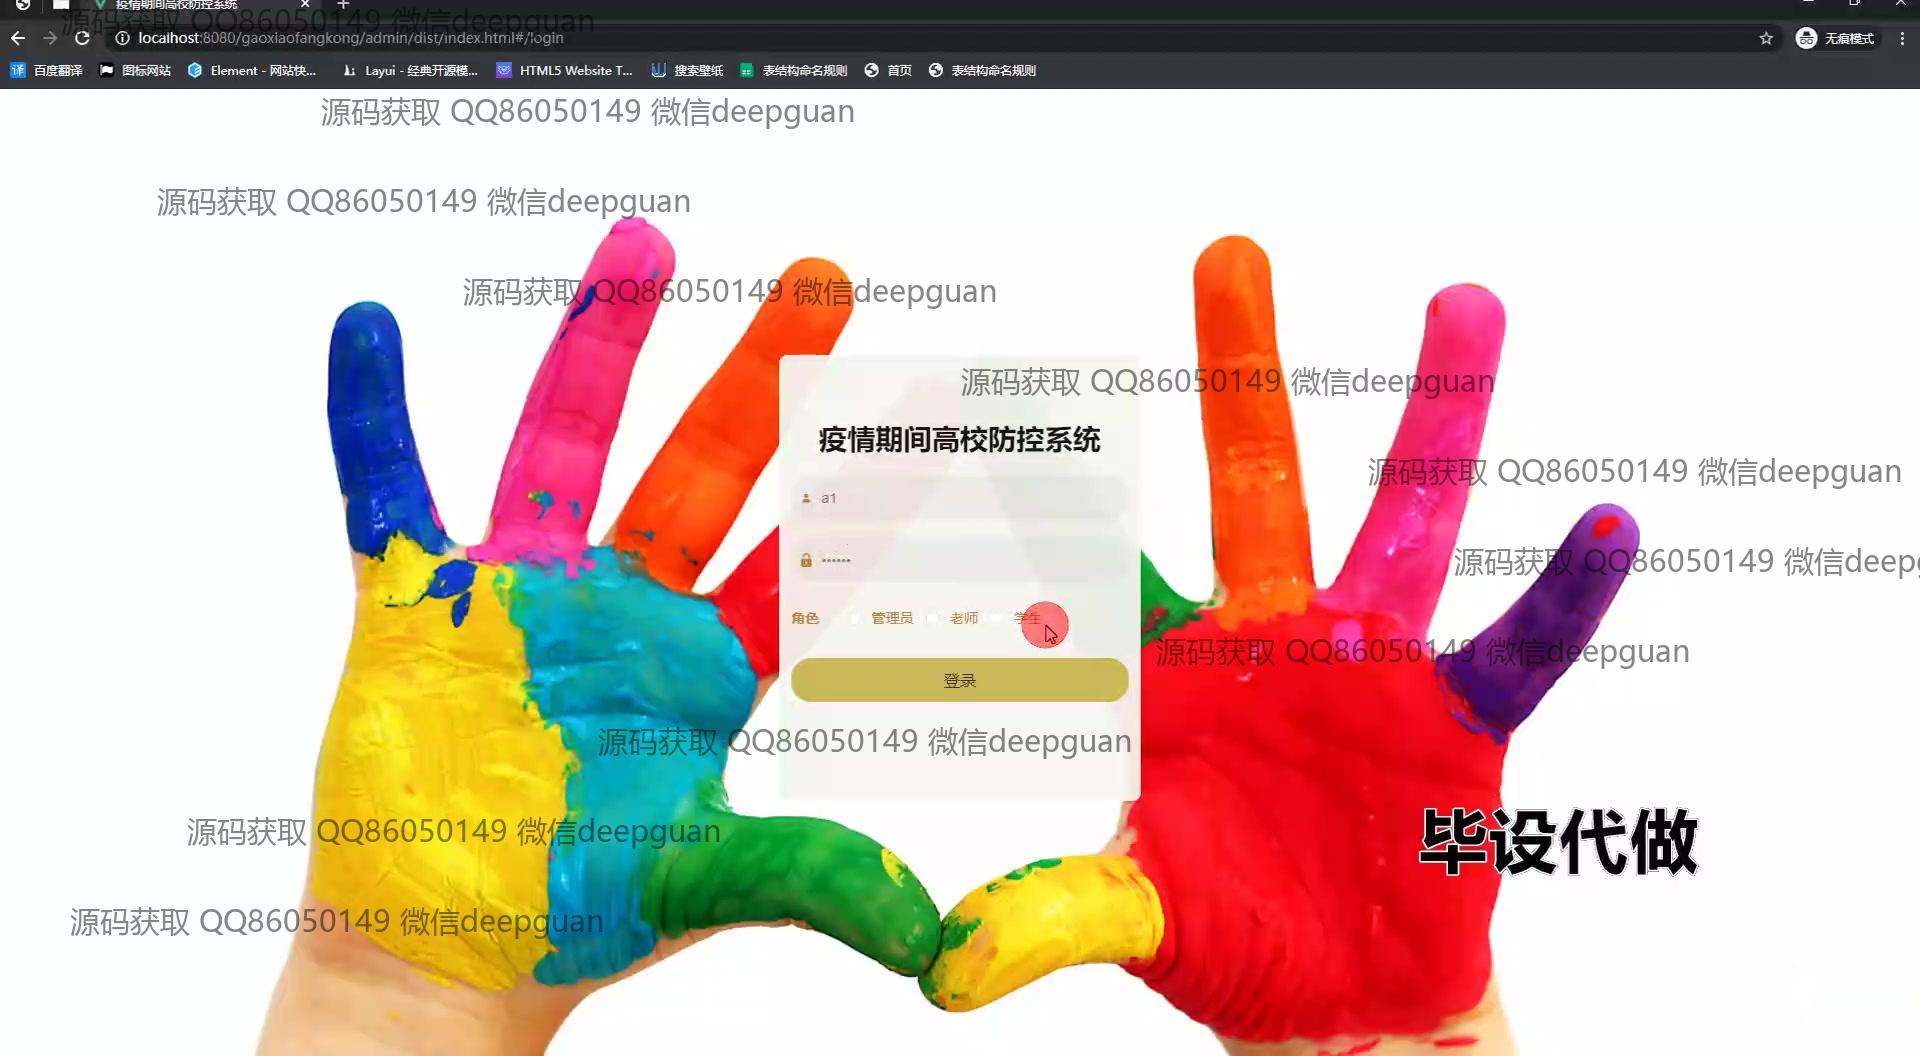 疫情期间高校防控系统
源码获取 QQ86050149 微信deepguan
localhost:8080/gaoxiaofangkong/admin/dist/index.html#/login
无痕模式
百度翻译 图标网站 Element - 网站快... Layui - 经典开源模... HTML5 Website T... 搜索壁纸 表结构命名规则 首页 表结构命名规则
源码获取 QQ86050149 微信deepguan
源码获取 QQ86050149 微信deepguan
源码获取 QQ86050149 微信deepguan
源码获取 QQ86050149 微信deepguan
疫情期间高校防控系统
源码获取 QQ86050149 微信deepguan
a1
源码获取 QQ86050149 微信deepg
角色 管理员 老师 学生
源码获取 QQ86050149 微信deepguan
登录
源码获取 QQ86050149 微信deepguan
源码获取 QQ86050149 微信deepguan
毕设代做
源码获取 QQ86050149 微信deepguan